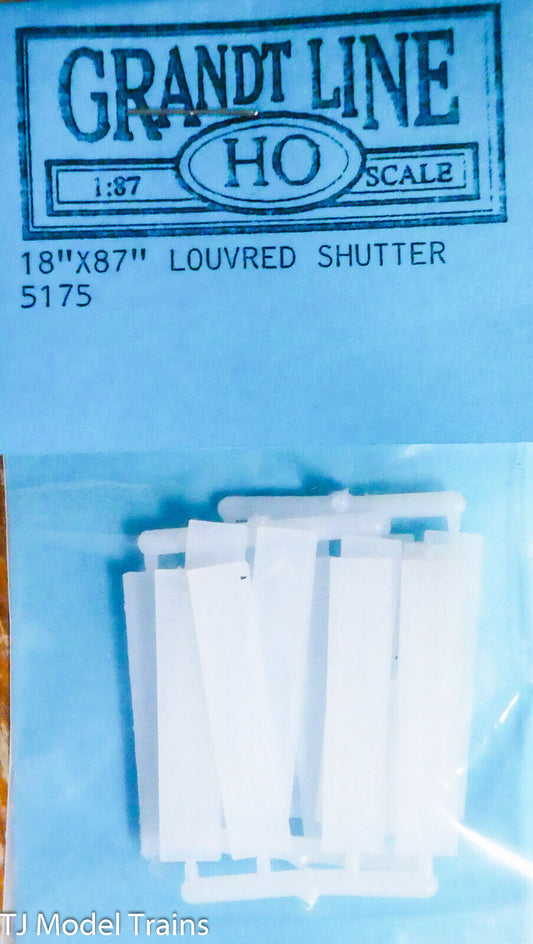 GRANDT LINE
1:87 HO SCALE
18"X87" LOUVRED SHUTTER
5175
TJ Model Trains